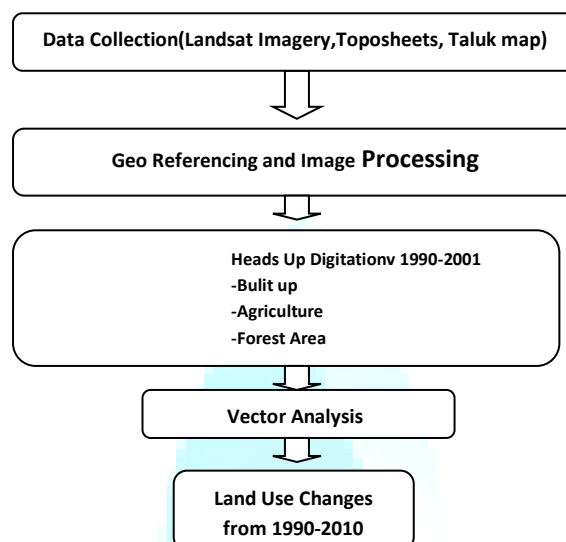 Data Collection(Landsat Imagery,Toposheets, Taluk map)
Geo Referencing and Image Processing
Heads Up Digitationv 1990-2001
-Bulit up
-Agriculture
-Forest Area
Vector Analysis
Land Use Changes
from 1990-2010